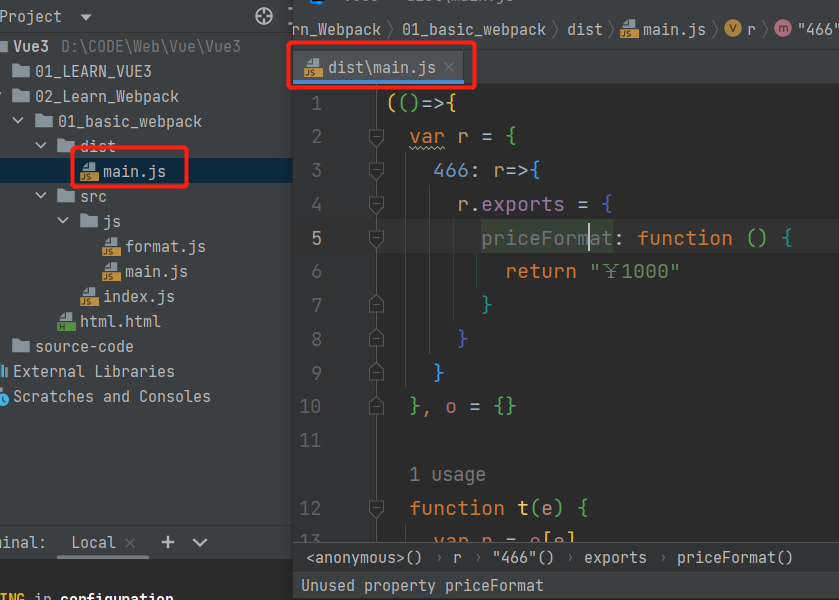 Project
Vue3 D:\CODE\Web\Vue\Vue3
01_LEARN_VUE3
02_Learn_Webpack
01_basic_webpack
dist
main.js
src
js
format.js
main.js
index.js
html.html
source-code
External Libraries
Scratches and Consoles
rn_Webpack 01_basic_webpack dist main.js V r m "466"
dist\main.js
1 (()=>{
2 var r = {
3 466: r=>{
4 r.exports = {
5 priceFormat: function () {
6 return "¥1000"
7 }
8 }
9 }
10 }, o = {}
11
1 usage
12 function t(e) {
13 var n = o[e]
inal: Local
ING in configuration
<anonymous>() r "466"() exports priceFormat()
Unused property priceFormat